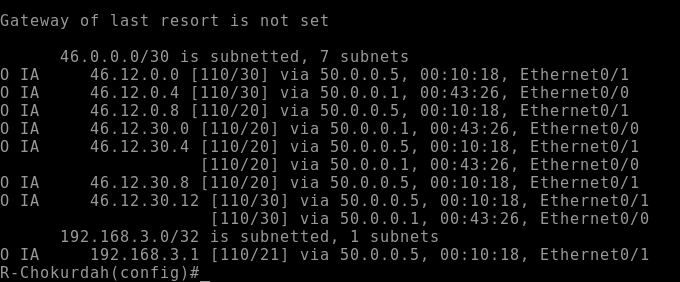 Gateway of last resort is not set
46.0.0.0/30 is subnetted, 7 subnets
O IA 46.12.0.0 [110/30] via 50.0.0.5, 00:10:18, Ethernet0/1
O IA 46.12.0.4 [110/30] via 50.0.0.1, 00:43:26, Ethernet0/0
O IA 46.12.0.8 [110/20] via 50.0.0.5, 00:10:18, Ethernet0/1
O IA 46.12.30.0 [110/20] via 50.0.0.1, 00:43:26, Ethernet0/0
O IA 46.12.30.4 [110/20] via 50.0.0.5, 00:10:18, Ethernet0/1
[110/20] via 50.0.0.1, 00:43:26, Ethernet0/0
O IA 46.12.30.8 [110/20] via 50.0.0.5, 00:10:18, Ethernet0/1
O IA 46.12.30.12 [110/30] via 50.0.0.5, 00:10:18, Ethernet0/1
[110/30] via 50.0.0.1, 00:43:26, Ethernet0/0
192.168.3.0/32 is subnetted, 1 subnets
O IA 192.168.3.1 [110/21] via 50.0.0.5, 00:10:18, Ethernet0/1
R-Chokurdah(config)#_